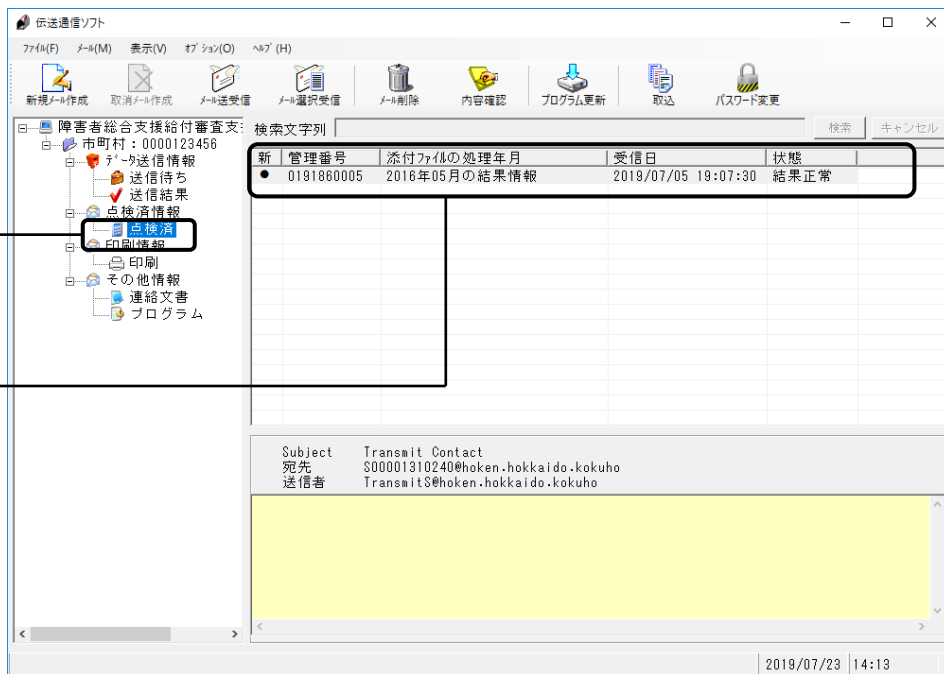 伝送通信ソフト
ﾌｧｲﾙ(F) ﾒｰﾙ(M) 表示(V) ｵﾌﾟｼｮﾝ(O) ﾍﾙﾌﾟ(H)
新規ﾒｰﾙ作成 取消ﾒｰﾙ作成 ﾒｰﾙ送受信 ﾒｰﾙ選択受信 ﾒｰﾙ削除 内容確認 プログラム更新 取込 パスワード変更
障害者総合支援給付審査支
市町村：0000123456
ﾃﾞｰﾀ送信情報
送信待ち
送信結果
点検済情報
点検済
印刷情報
印刷
その他情報
連絡文書
プログラム
検索文字列 検索 キャンセル
新 管理番号 添付ﾌｧｲﾙの処理年月 受信日 状態
● 0191860005 2016年05月の結果情報 2019/07/05 19:07:30 結果正常
Subject Transmit Contact
宛先 S00001310240@hoken.hokkaido.kokuho
送信者 TransmitS@hoken.hokkaido.kokuho
2019/07/23 14:13